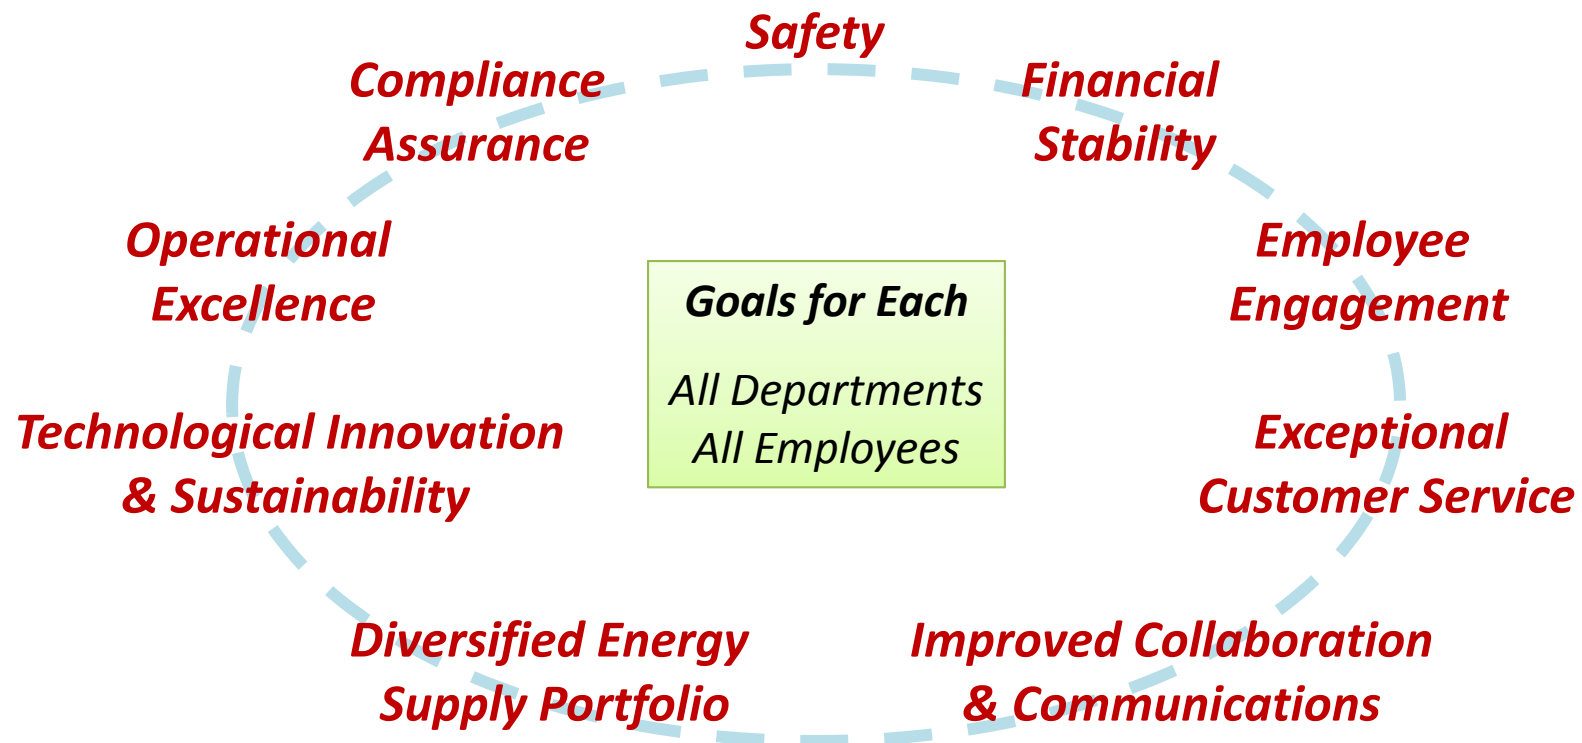 Safety
Compliance
Assurance
Financial
Stability
Operational
Excellence
Employee
Engagement
Goals for Each
All Departments
All Employees
Technological Innovation
& Sustainability
Exceptional
Customer Service
Diversified Energy
Supply Portfolio
Improved Collaboration
& Communications